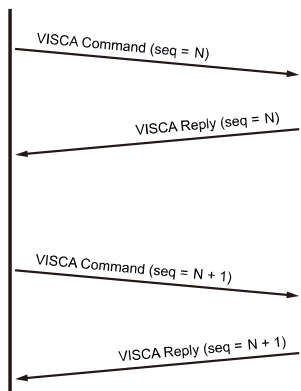 VISCA Command (seq = N)
VISCA Reply (seq = N)
VISCA Command (seq = N + 1)
VISCA Reply (seq = N + 1)